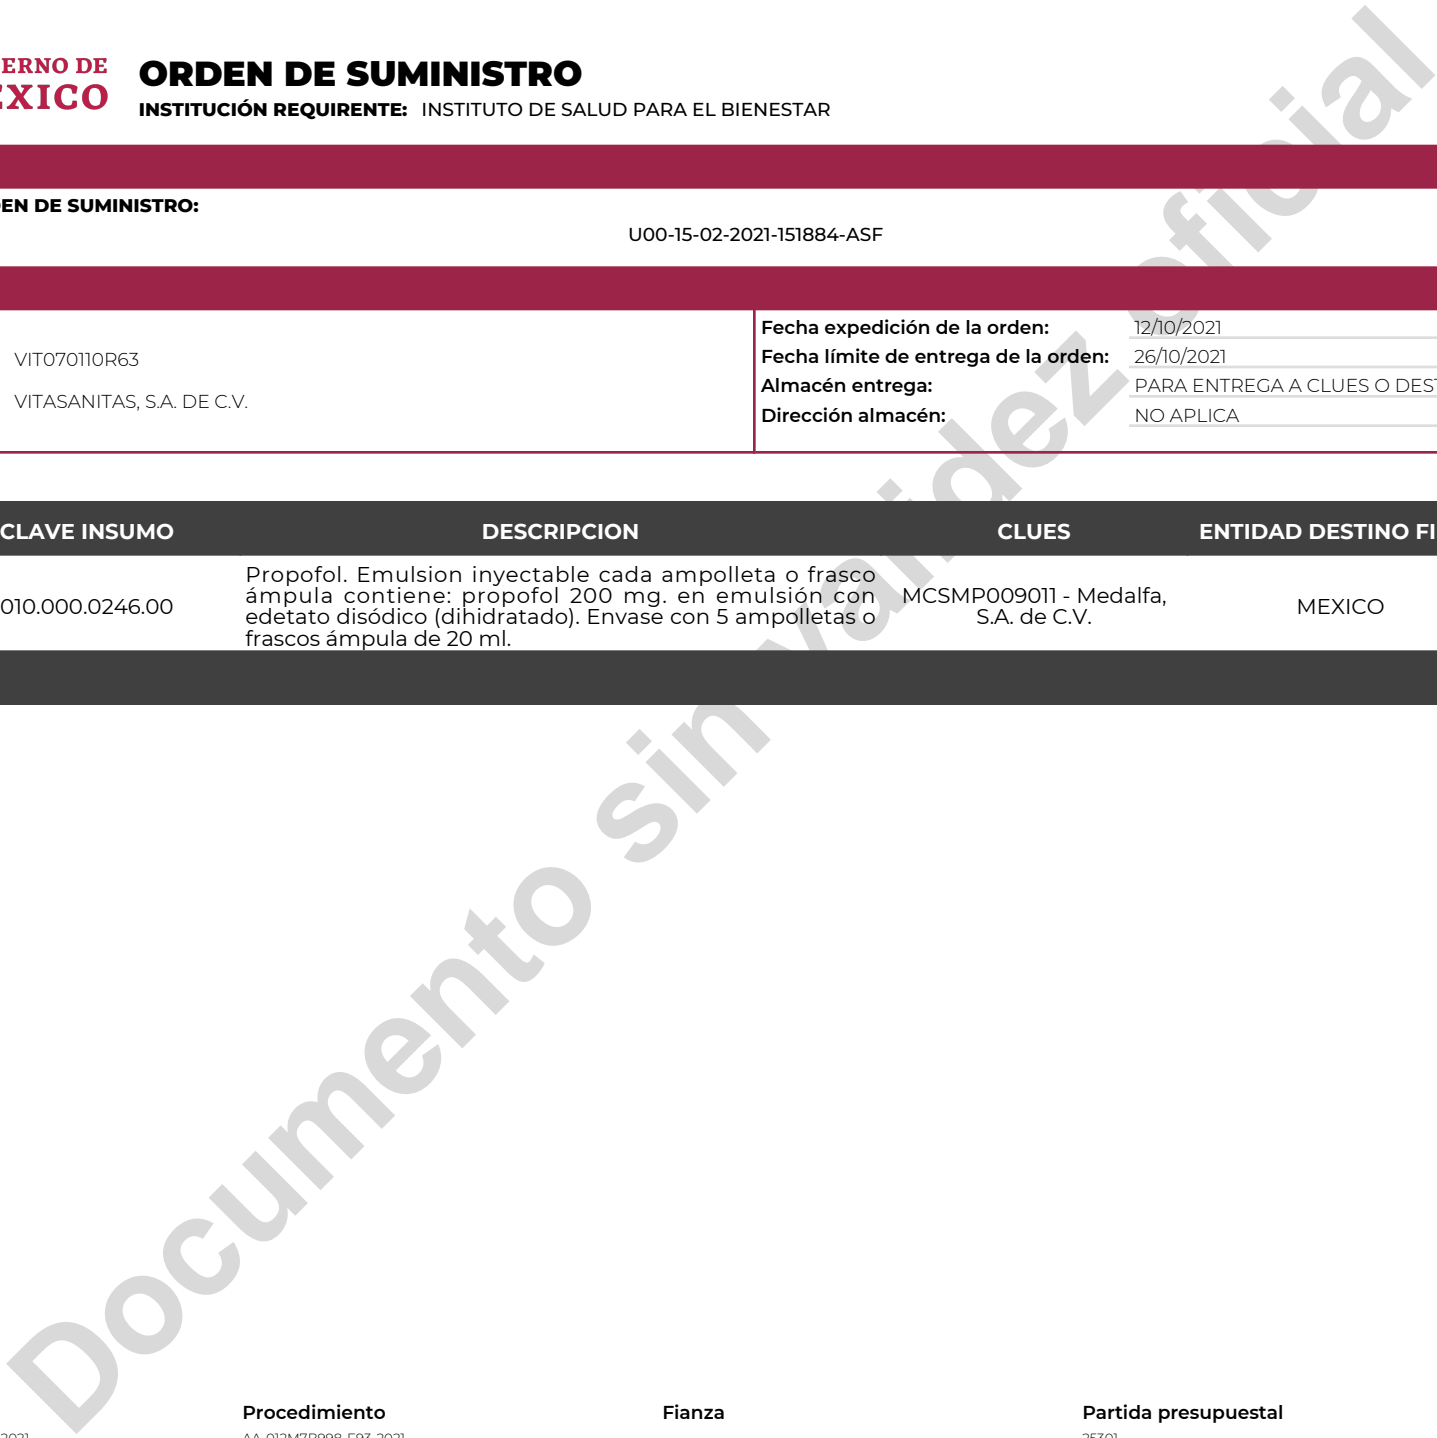 ERNO DE
EXICO
ORDEN DE SUMINISTRO
INSTITUCIÓN REQUIRENTE: INSTITUTO DE SALUD PARA EL BIENESTAR
EN DE SUMINISTRO:
U00-15-02-2021-151884-ASF
VIT070110R63
VITASANITAS, S.A. DE C.V.
Fecha expedición de la orden: 12/10/2021
Fecha límite de entrega de la orden: 26/10/2021
Almacén entrega: PARA ENTREGA A CLUES O DEST
Dirección almacén: NO APLICA
CLAVE INSUMO DESCRIPCION CLUES ENTIDAD DESTINO FI
010.000.0246.00
Propofol. Emulsion inyectable cada ampolleta o frasco
ámpula contiene: propofol 200 mg. en emulsión con
edetato disódico (dihidratado). Envase con 5 ampolletas o
frascos ámpula de 20 ml.
MCSMP009011 - Medalfa,
S.A. de C.V.
MEXICO
Documento sin validez oficial
Procedimiento Fianza Partida presupuestal